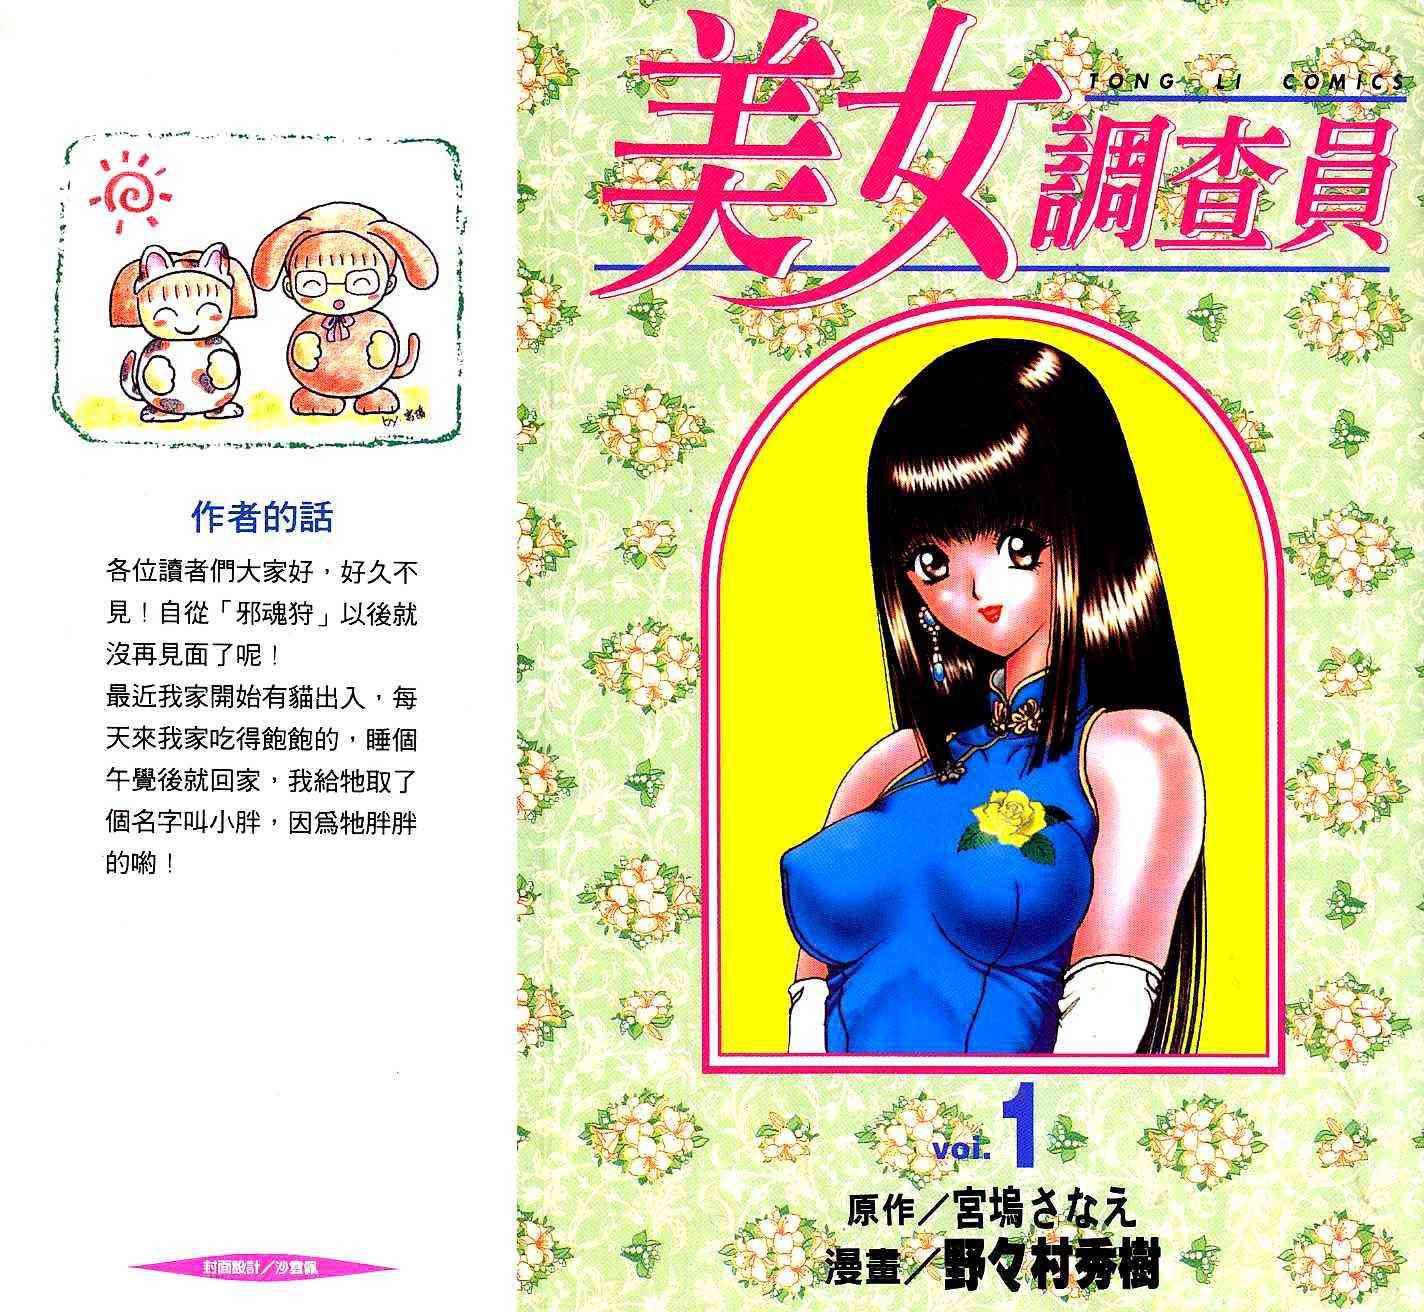 by.宮塢
作者的話
各位讀者們大家好，好久不
見！自從「邪魂狩」以後就
沒再見面了呢！
最近我家開始有貓出入，每
天來我家吃得飽飽的，睡個
午覺後就回家，我給牠取了
個名字叫小胖，因爲牠胖胖
的喲！
封面設計／沙雲佩
TONG LI COMICS
美女調查員
vol. 1
原作／宮塢さなえ
漫畫／野々村秀樹